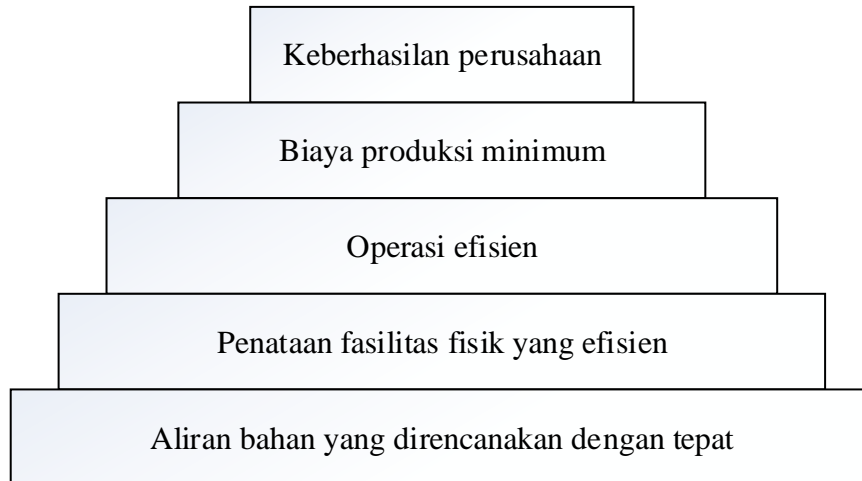 Keberhasilan perusahaan
Biaya produksi minimum
Operasi efisien
Penataan fasilitas fisik yang efisien
Aliran bahan yang direncanakan dengan tepat